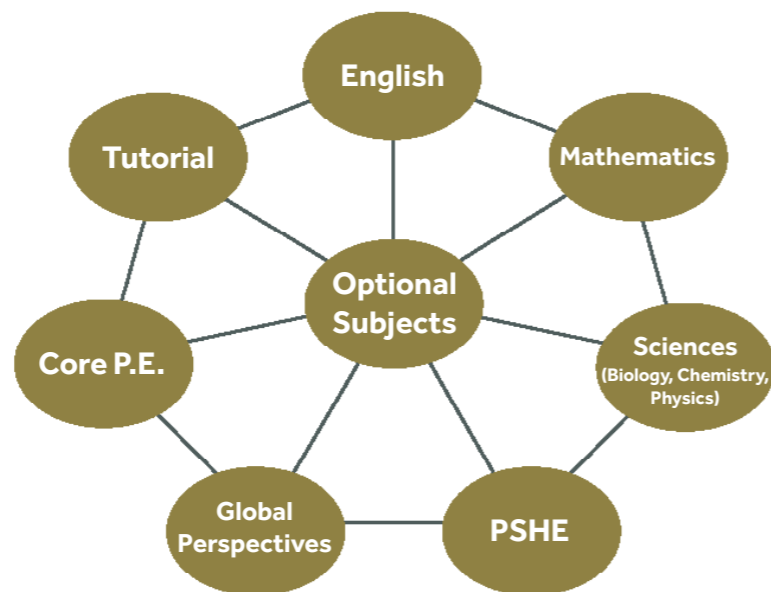 English
Tutorial
Mathematics
Optional
Subjects
Core P.E.
Sciences
(Biology, Chemistry,
Physics)
Global
Perspectives
PSHE